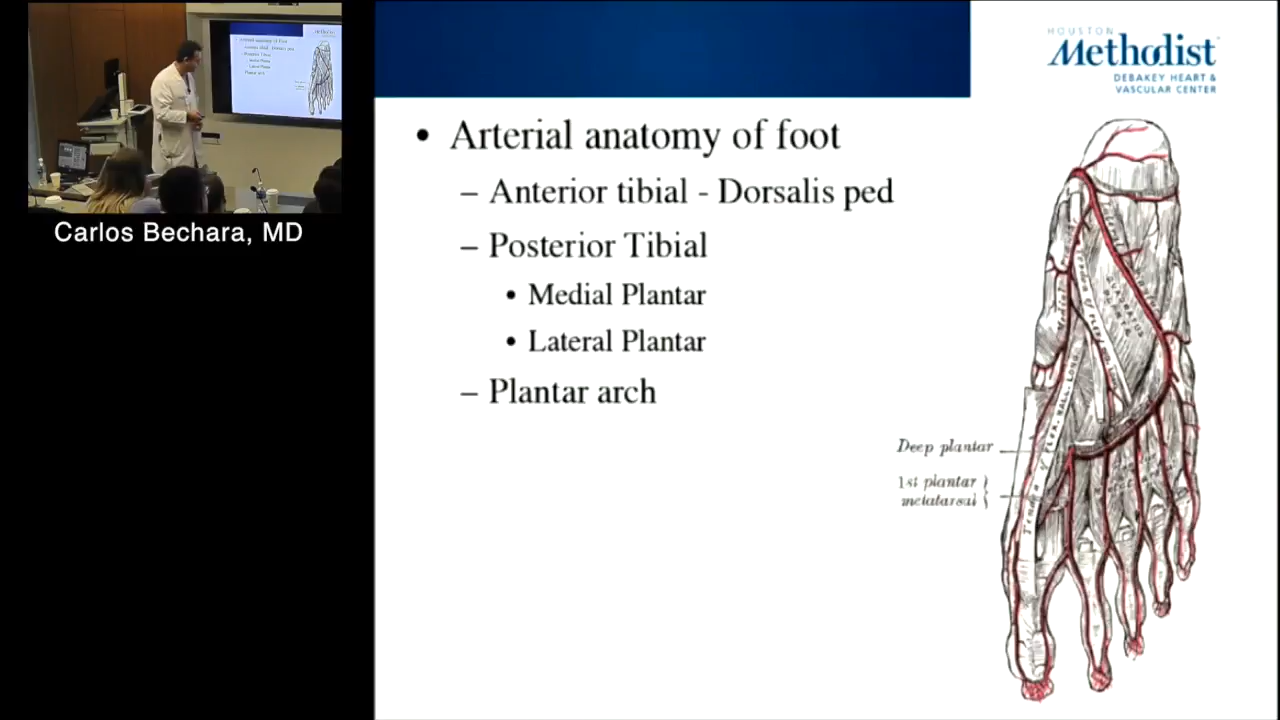 HOUSTON
Methodist
DEBAKEY HEART &
VASCULAR CENTER
Carlos Bechara, MD
• Arterial anatomy of foot
– Anterior tibial - Dorsalis ped
– Posterior Tibial
• Medial Plantar
• Lateral Plantar
– Plantar arch
Deep plantar
1st plantar
metatarsal